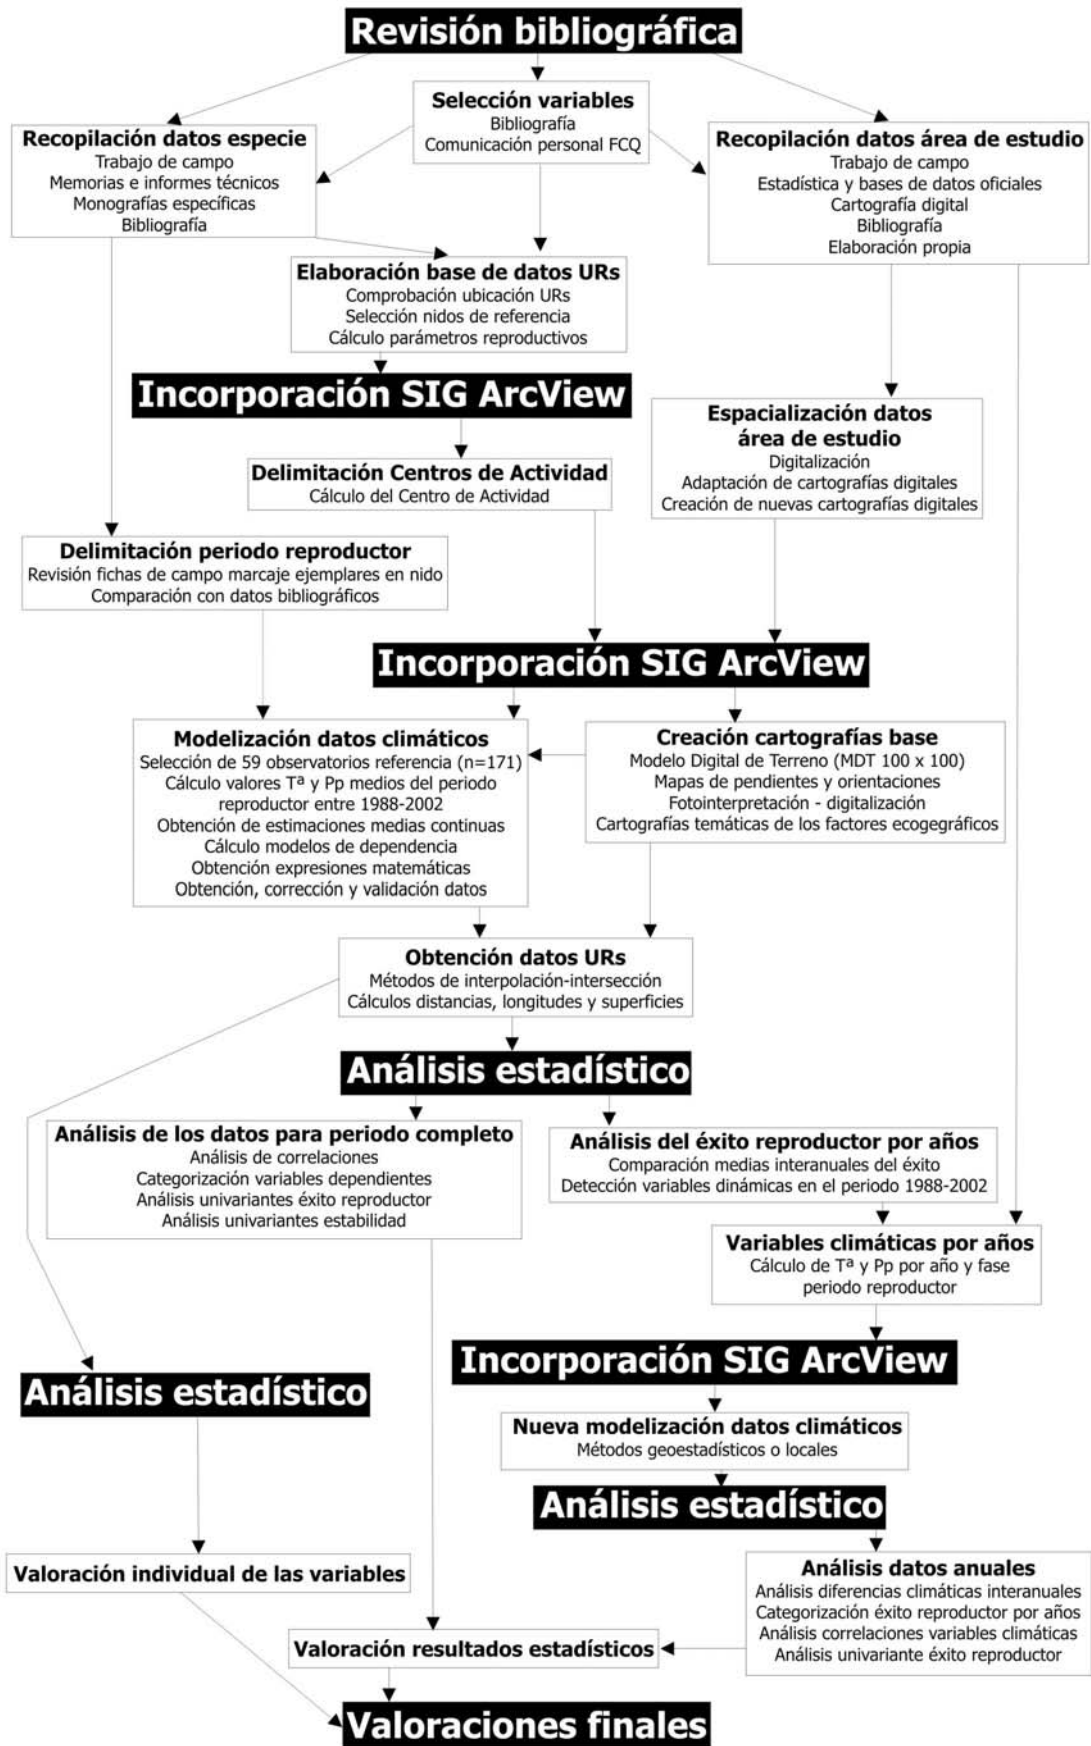 Revisión bibliográfica
Selección variables
Bibliografía
Comunicación personal FCQ
Recopilación datos especie
Trabajo de campo
Memorias e informes técnicos
Monografías específicas
Bibliografía
Recopilación datos área de estudio
Trabajo de campo
Estadística y bases de datos oficiales
Cartografía digital
Bibliografía
Elaboración propia
Elaboración base de datos URs
Comprobación ubicación URs
Selección nidos de referencia
Cálculo parámetros reproductivos
Incorporación SIG ArcView
Espacialización datos
área de estudio
Digitalización
Adaptación de cartografías digitales
Creación de nuevas cartografías digitales
Delimitación Centros de Actividad
Cálculo del Centro de Actividad
Delimitación periodo reproductor
Revisión fichas de campo marcaje ejemplares en nido
Comparación con datos bibliográficos
Incorporación SIG ArcView
Modelización datos climáticos
Selección de 59 observatorios referencia (n=171)
Cálculo valores Tª y Pp medios del periodo
reproductor entre 1988-2002
Obtención de estimaciones medias continuas
Cálculo modelos de dependencia
Obtención expresiones matemáticas
Obtención, corrección y validación datos
Creación cartografías base
Modelo Digital de Terreno (MDT 100 x 100)
Mapas de pendientes y orientaciones
Fotointerpretación - digitalización
Cartografías temáticas de los factores ecogegráficos
Obtención datos URs
Métodos de interpolación-intersección
Cálculos distancias, longitudes y superficies
Análisis estadístico
Análisis de los datos para periodo completo
Análisis de correlaciones
Categorización variables dependientes
Análisis univariantes éxito reproductor
Análisis univariantes estabilidad
Análisis del éxito reproductor por años
Comparación medias interanuales del éxito
Detección variables dinámicas en el periodo 1988-2002
Variables climáticas por años
Cálculo de Tª y Pp por año y fase
periodo reproductor
Incorporación SIG ArcView
Análisis estadístico
Nueva modelización datos climáticos
Métodos geoestadísticos o locales
Análisis estadístico
Valoración individual de las variables
Análisis datos anuales
Análisis diferencias climáticas interanuales
Categorización éxito reproductor por años
Análisis correlaciones variables climáticas
Análisis univariante éxito reproductor
Valoración resultados estadísticos
Valoraciones finales